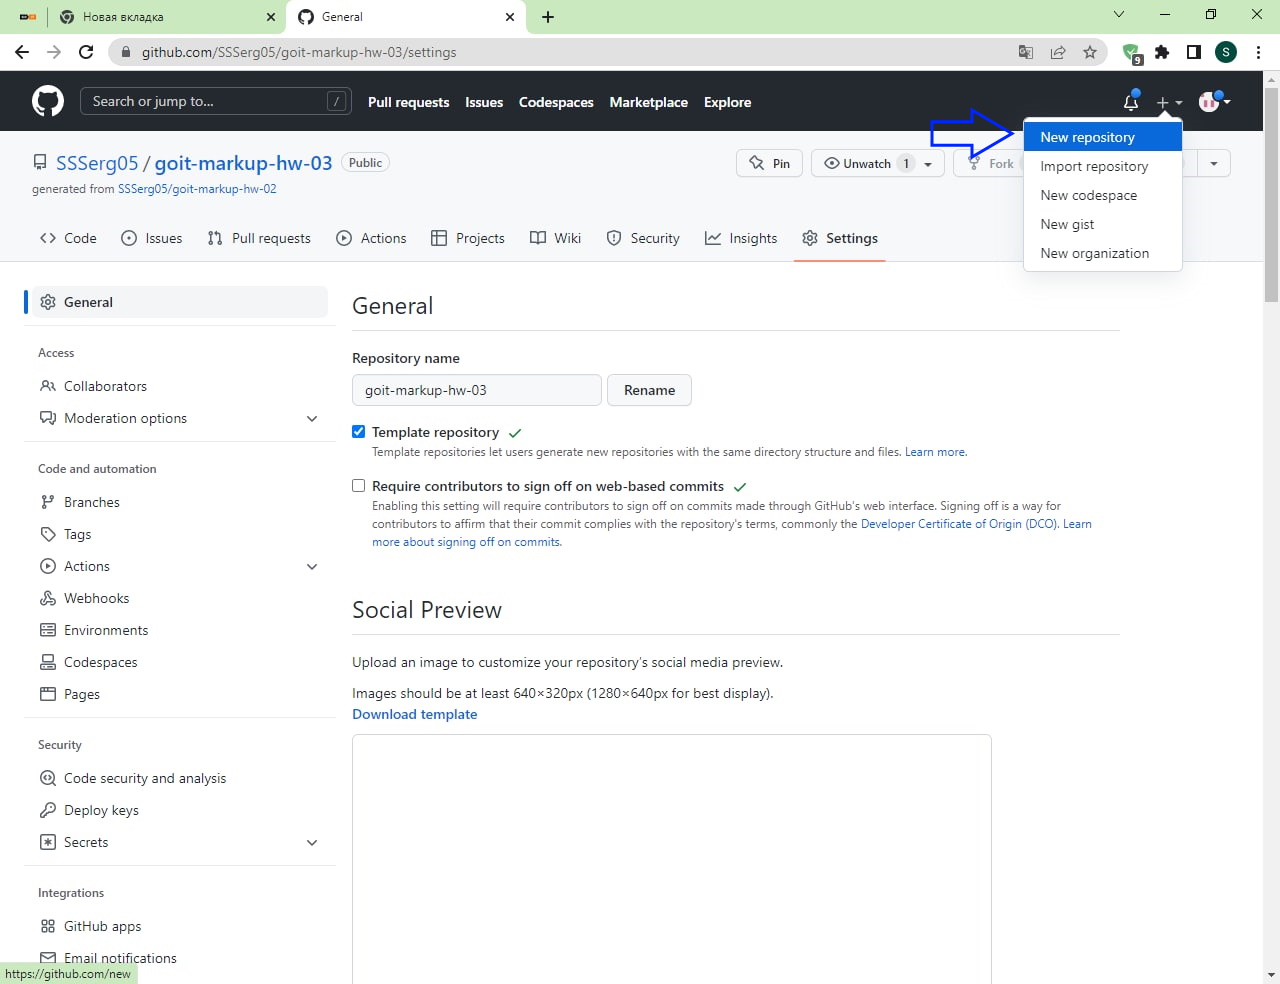 Новая вкладка
General
github.com/SSSerg05/goit-markup-hw-03/settings
9
S
Search or jump to...
/
Pull requests
Issues
Codespaces
Marketplace
Explore
New repository
Import repository
New codespace
New gist
New organization
SSSerg05 / goit-markup-hw-03
Public
generated from SSSerg05/goit-markup-hw-02
Pin
Unwatch 1
Fork
Code
Issues
Pull requests
Actions
Projects
Wiki
Security
Insights
Settings
General
Access
Collaborators
Moderation options
Code and automation
Branches
Tags
Actions
Webhooks
Environments
Codespaces
Pages
Security
Code security and analysis
Deploy keys
Secrets
Integrations
GitHub apps
Email notifications
General
Repository name
goit-markup-hw-03
Rename
Template repository
Template repositories let users generate new repositories with the same directory structure and files. Learn more.
Require contributors to sign off on web-based commits
Enabling this setting will require contributors to sign off on commits made through GitHub's web interface. Signing off is a way for
contributors to affirm that their commit complies with the repository's terms, commonly the Developer Certificate of Origin (DCO). Learn
more about signing off on commits.
Social Preview
Upload an image to customize your repository's social media preview.
Images should be at least 640×320px (1280×640px for best display).
Download template
https://github.com/new